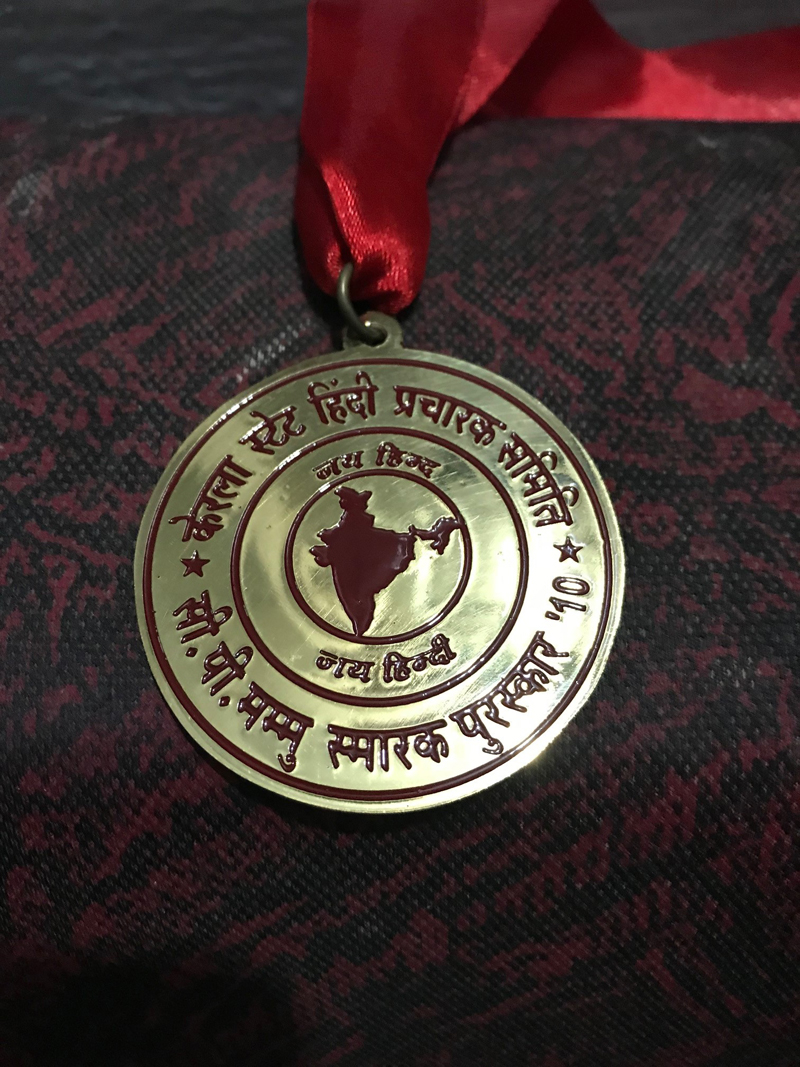 केरला स्टेट हिंदी प्रचारक समिति
जय हिन्द
जय हिन्दी
सी.पी.मम्मु स्मारक पुरस्कार '10